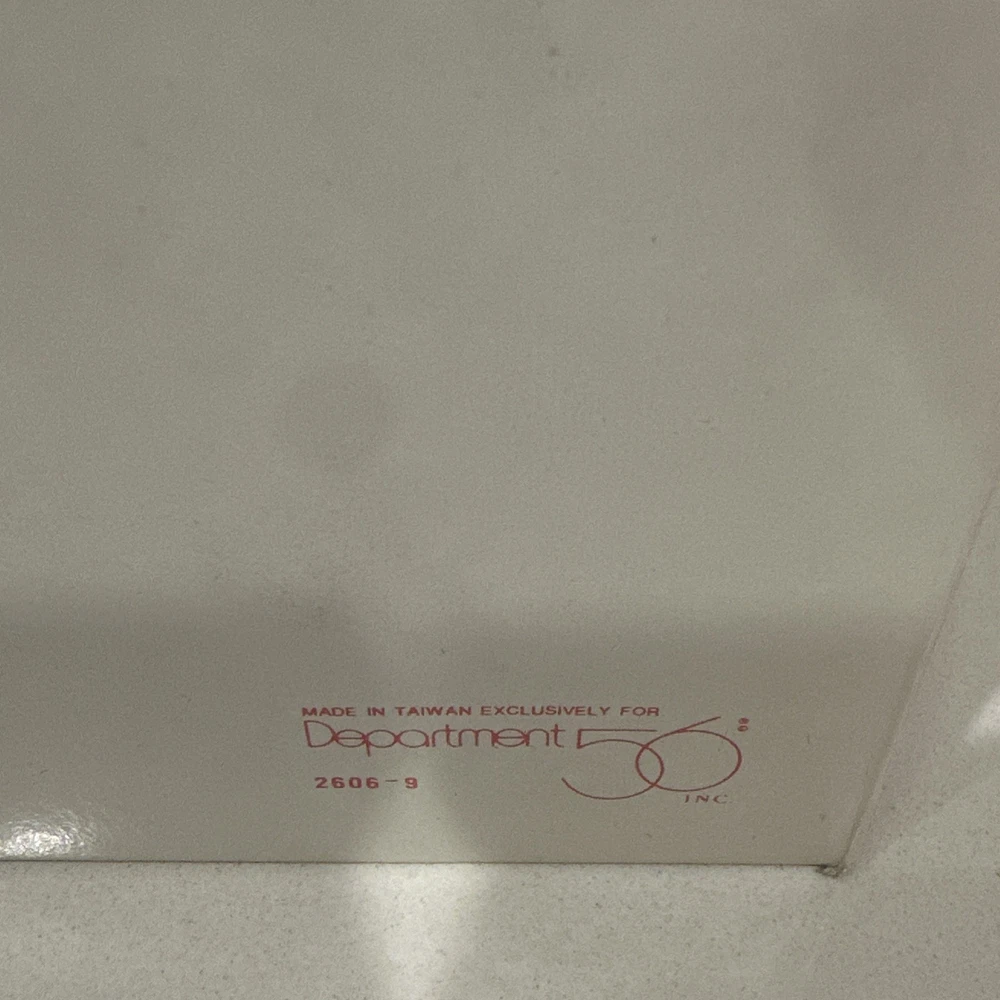 MADE IN TAIWAN EXCLUSIVELY FOR
Department 56®
INC
2606-9